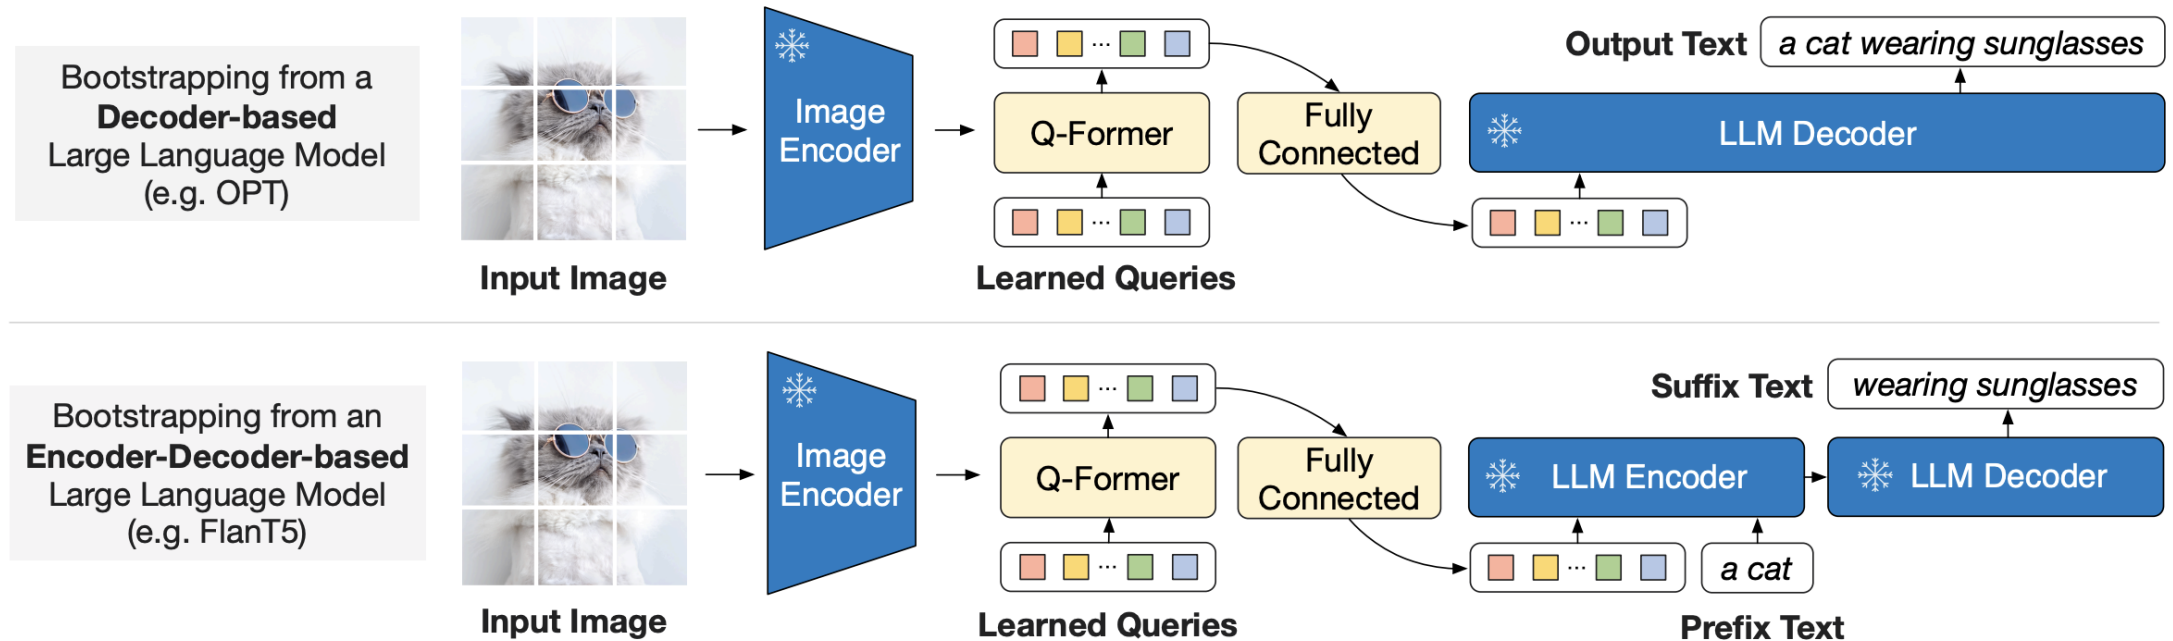 Bootstrapping from a
Decoder-based
Large Language Model
(e.g. OPT)
Input Image
Image
Encoder
Q-Former
Learned Queries
Fully
Connected
Output Text
a cat wearing sunglasses
LLM Decoder
Bootstrapping from an
Encoder-Decoder-based
Large Language Model
(e.g. FlanT5)
Input Image
Image
Encoder
Q-Former
Learned Queries
Fully
Connected
Suffix Text
wearing sunglasses
LLM Encoder
LLM Decoder
a cat
Prefix Text